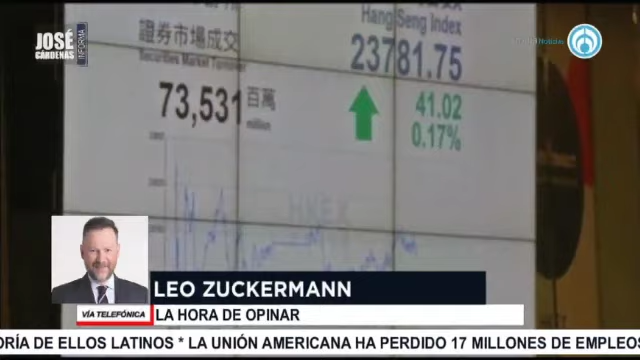 JOSÉ
CÁRDENAS
INFORMA
Hang Seng Index
證券市場成交
Securities Market Turnover
23781.75
73,531 百萬
million
41.02
0.17%
HKEX
LEO ZUCKERMANN
VÍA TELEFÓNICA
LA HORA DE OPINAR
ORÍA DE ELLOS LATINOS * LA UNIÓN AMERICANA HA PERDIDO 17 MILLONES DE EMPLEOS